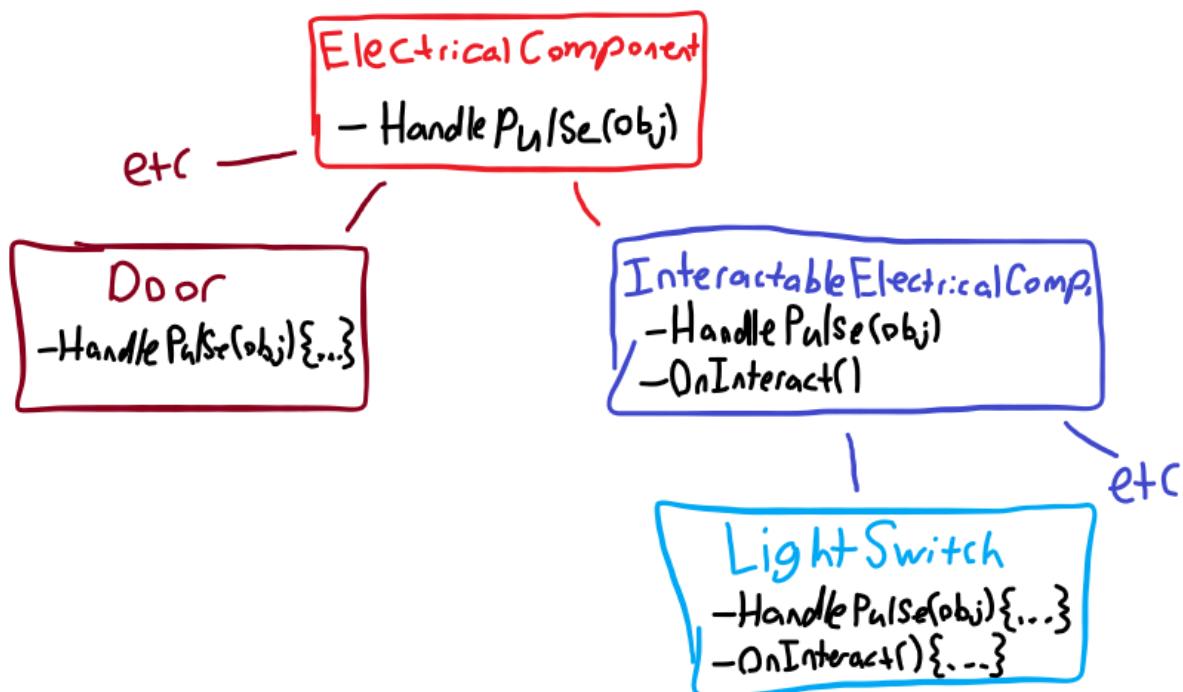 ElectricalComponent
- HandlePulse(obj)
etc
Door
-HandlePulse(obj){...}
InteractableElectricalComp.
-HandlePulse(obj)
-OnInteract()
etc
LightSwitch
-HandlePulse(obj){...}
-OnInteract(){...}